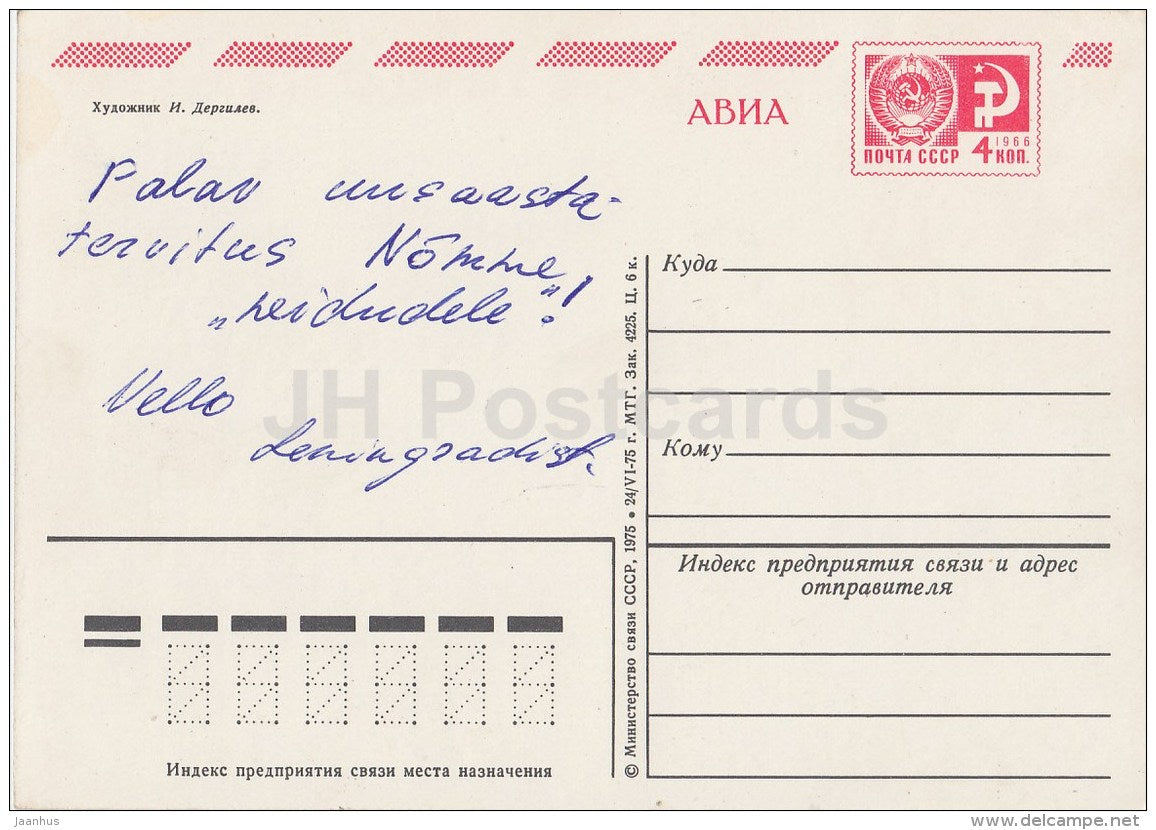 Художник И. Дергилев.
АВИА
1966
ПОЧТА СССР 4 КОП.
Palav uusaasta-
tervitus Nõmme
„neidudele“!
Vello
Leningradist.
Куда
Кому
Индекс предприятия связи и адрес
отправителя
© Министерство связи СССР, 1975 • 24/VI-75 г. МТГ. Зак. 4225. Ц. 6 к.
Индекс предприятия связи места назначения
JH Postcards
Jaanhus
www.delcampe.net